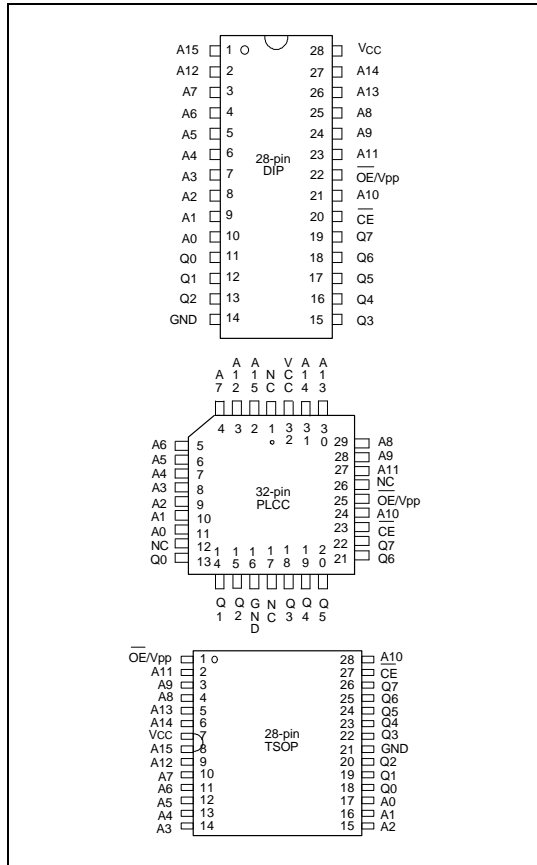 A15 1 28 VCC
A12 2 27 A14
A7 3 26 A13
A6 4 25 A8
A5 5 24 A9
A4 6 23 A11
28-pin
DIP
A3 7 22 OE/Vpp
A2 8 21 A10
A1 9 20 CE
A0 10 19 Q7
Q0 11 18 Q6
Q1 12 17 Q5
Q2 13 16 Q4
GND 14 15 Q3
A7 A12 A15 NC VCC A14 A13
4 3 2 1 32 31 30
A6 5 29 A8
A5 6 28 A9
A4 7 27 A11
A3 8 26 NC
32-pin
PLCC
A2 9 25 OE/Vpp
A1 10 24 A10
A0 11 23 CE
NC 12 22 Q7
Q0 13 21 Q6
14 15 16 17 18 19 20
Q1 Q2 GND NC Q3 Q4 Q5
OE/Vpp 1 28 A10
A11 2 27 CE
A9 3 26 Q7
A8 4 25 Q6
A13 5 24 Q5
A14 6 23 Q4
VCC 7 22 Q3
28-pin
TSOP
A15 8 21 GND
A12 9 20 Q2
A7 10 19 Q1
A6 11 18 Q0
A5 12 17 A0
A4 13 16 A1
A3 14 15 A2